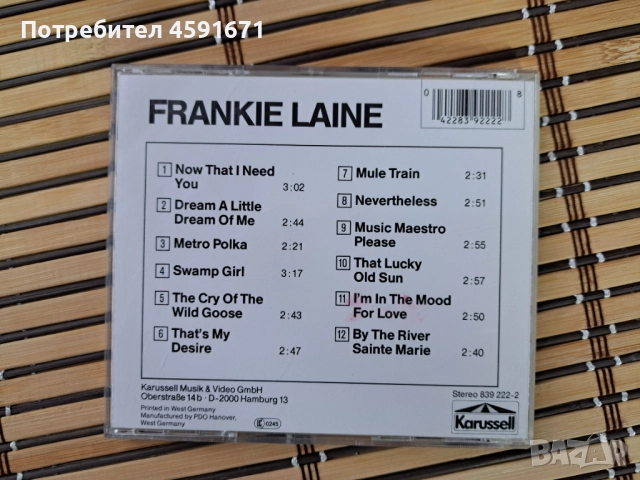 Потребител 4591671
FRANKIE LAINE
0 42283 92222 8
1 Now That I Need
You 3:02
2 Dream A Little
Dream Of Me 2:44
3 Metro Polka 2:21
4 Swamp Girl 3:17
5 The Cry Of The
Wild Goose 2:43
6 That's My
Desire 2:47
7 Mule Train 2:31
8 Nevertheless 2:51
9 Music Maestro
Please 2:55
10 That Lucky
Old Sun 2:57
11 I'm In The Mood
For Love 2:50
12 By The River
Sainte Marie 2:40
Karussell Musik & Video GmbH
Oberstraße 14b · D-2000 Hamburg 13
Printed in West Germany
Manufactured by PDO Hanover,
West Germany
LC 0245
Stereo 839 222-2
Karussell
BAZAR